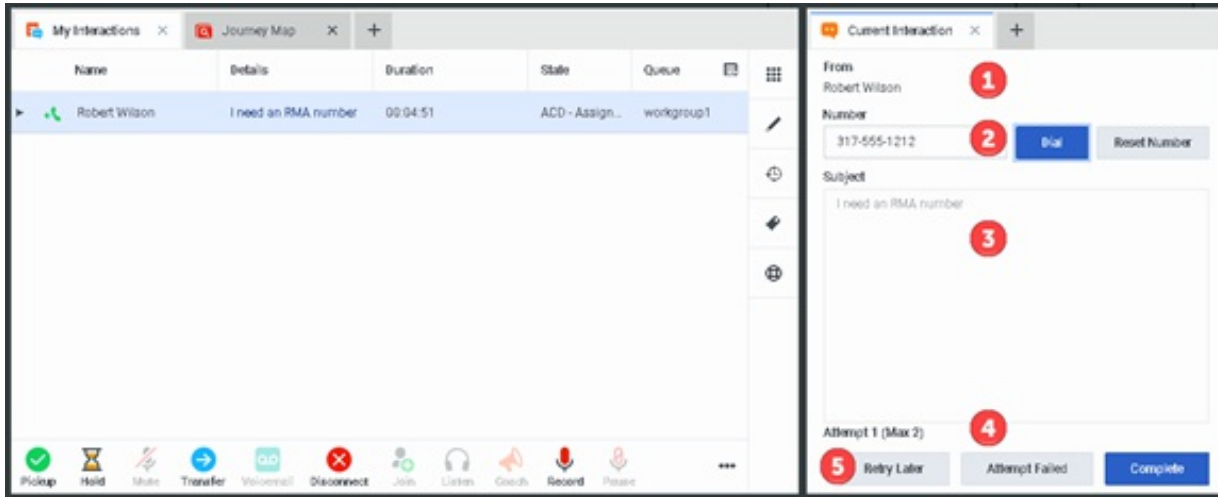 My Interactions
Journey Map
Current Interaction
Name Details Duration State Queue
Robert Wilson I need an RMA number 00:04:51 ACD - Assign... workgroup1
Pickup Hold Mute Transfer Voicemail Disconnect Join Listen Coach Record Pause
From
1
Robert Wilson
Number
317-555-1212 2 Dial Reset Number
Subject
I need an RMA number
3
Attempt 1 (Max 2) 4
5 Retry Later Attempt Failed Complete